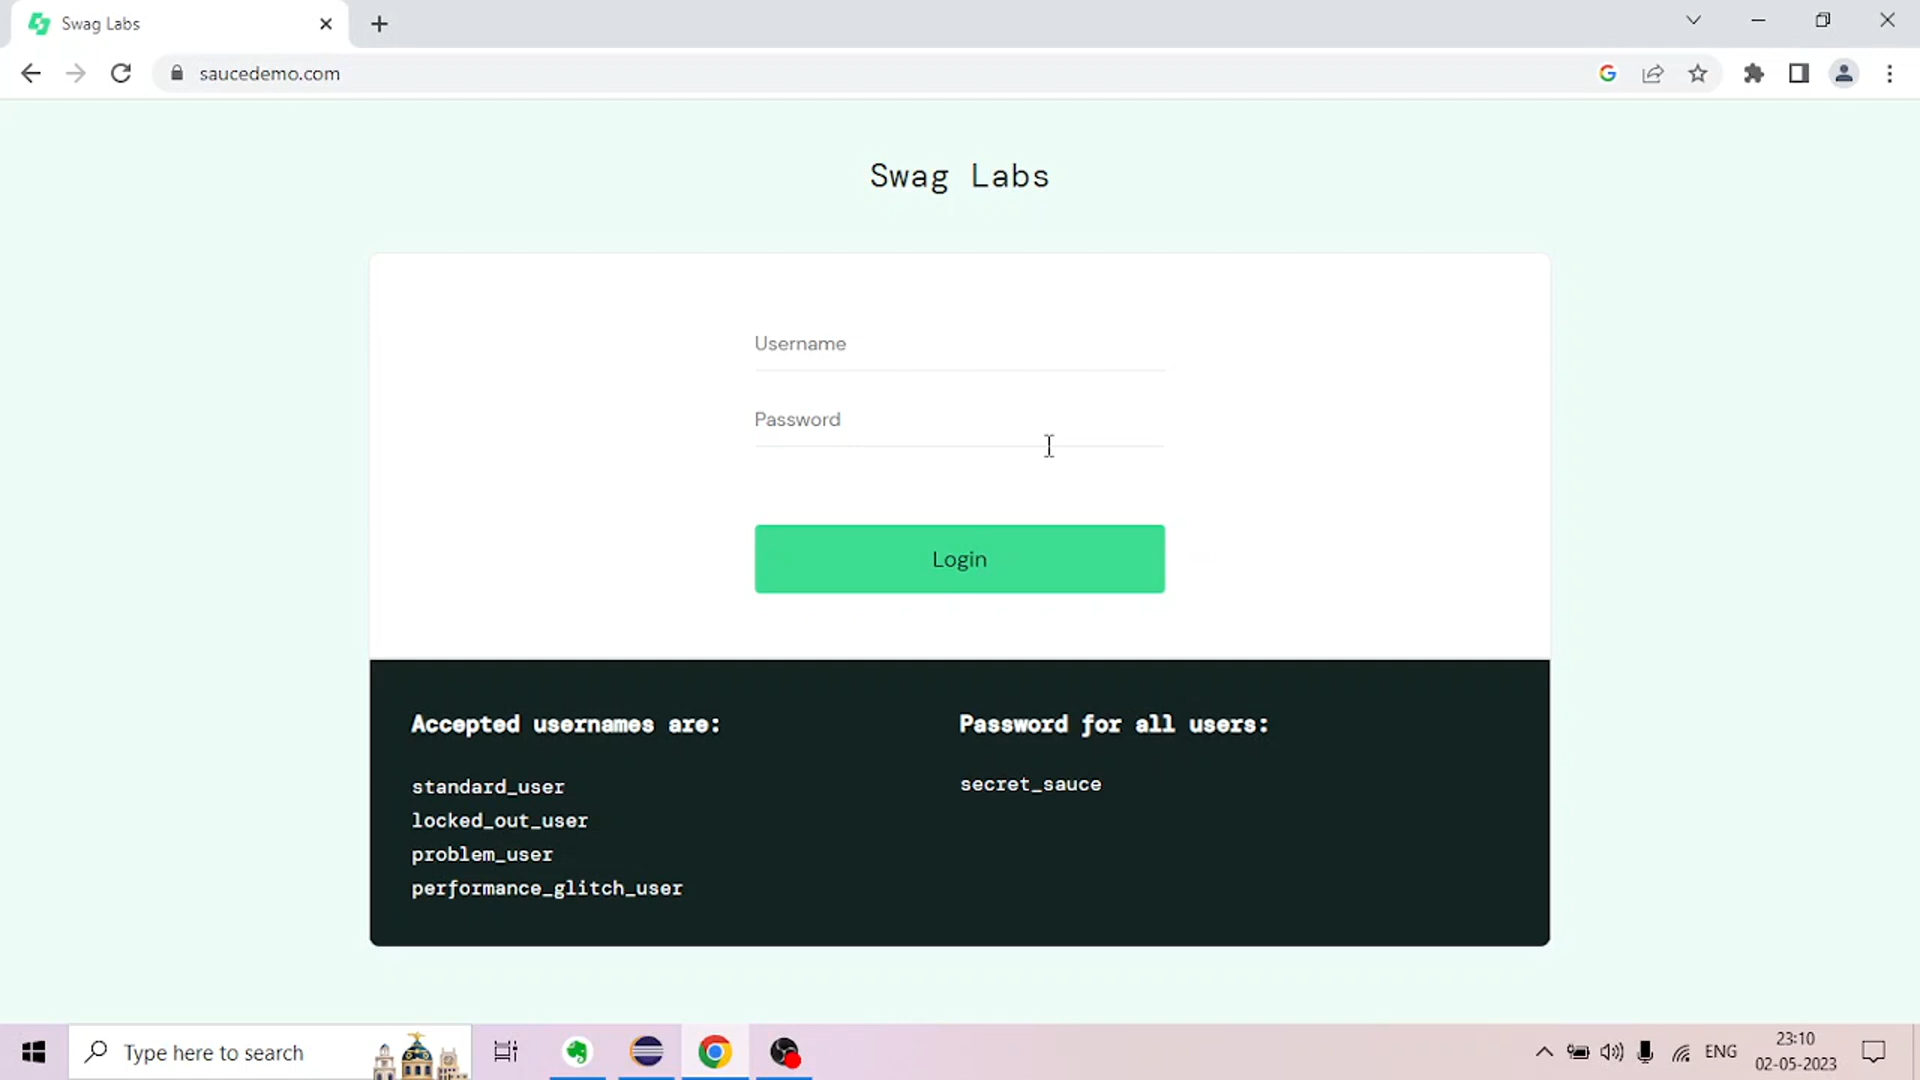 Swag Labs
saucedemo.com
Swag Labs
Username
Password
Login
Accepted usernames are:
standard_user
locked_out_user
problem_user
performance_glitch_user
Password for all users:
secret_sauce
Type here to search
ENG
23:10
02-05-2023